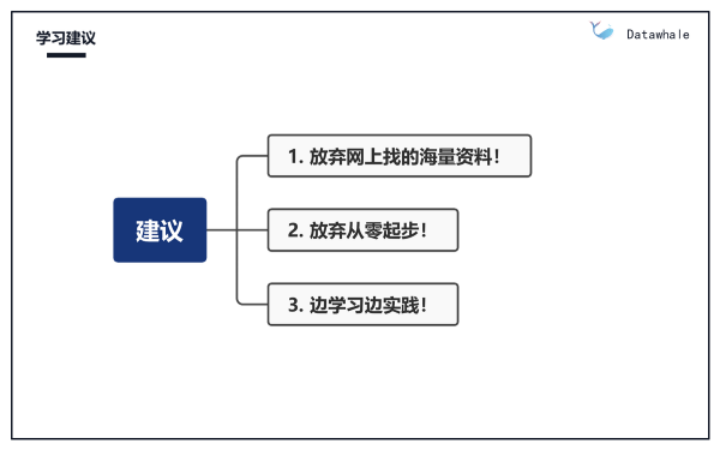 学习建议
Datawhale
建议
1. 放弃网上找的海量资料！
2. 放弃从零起步！
3. 边学习边实践！